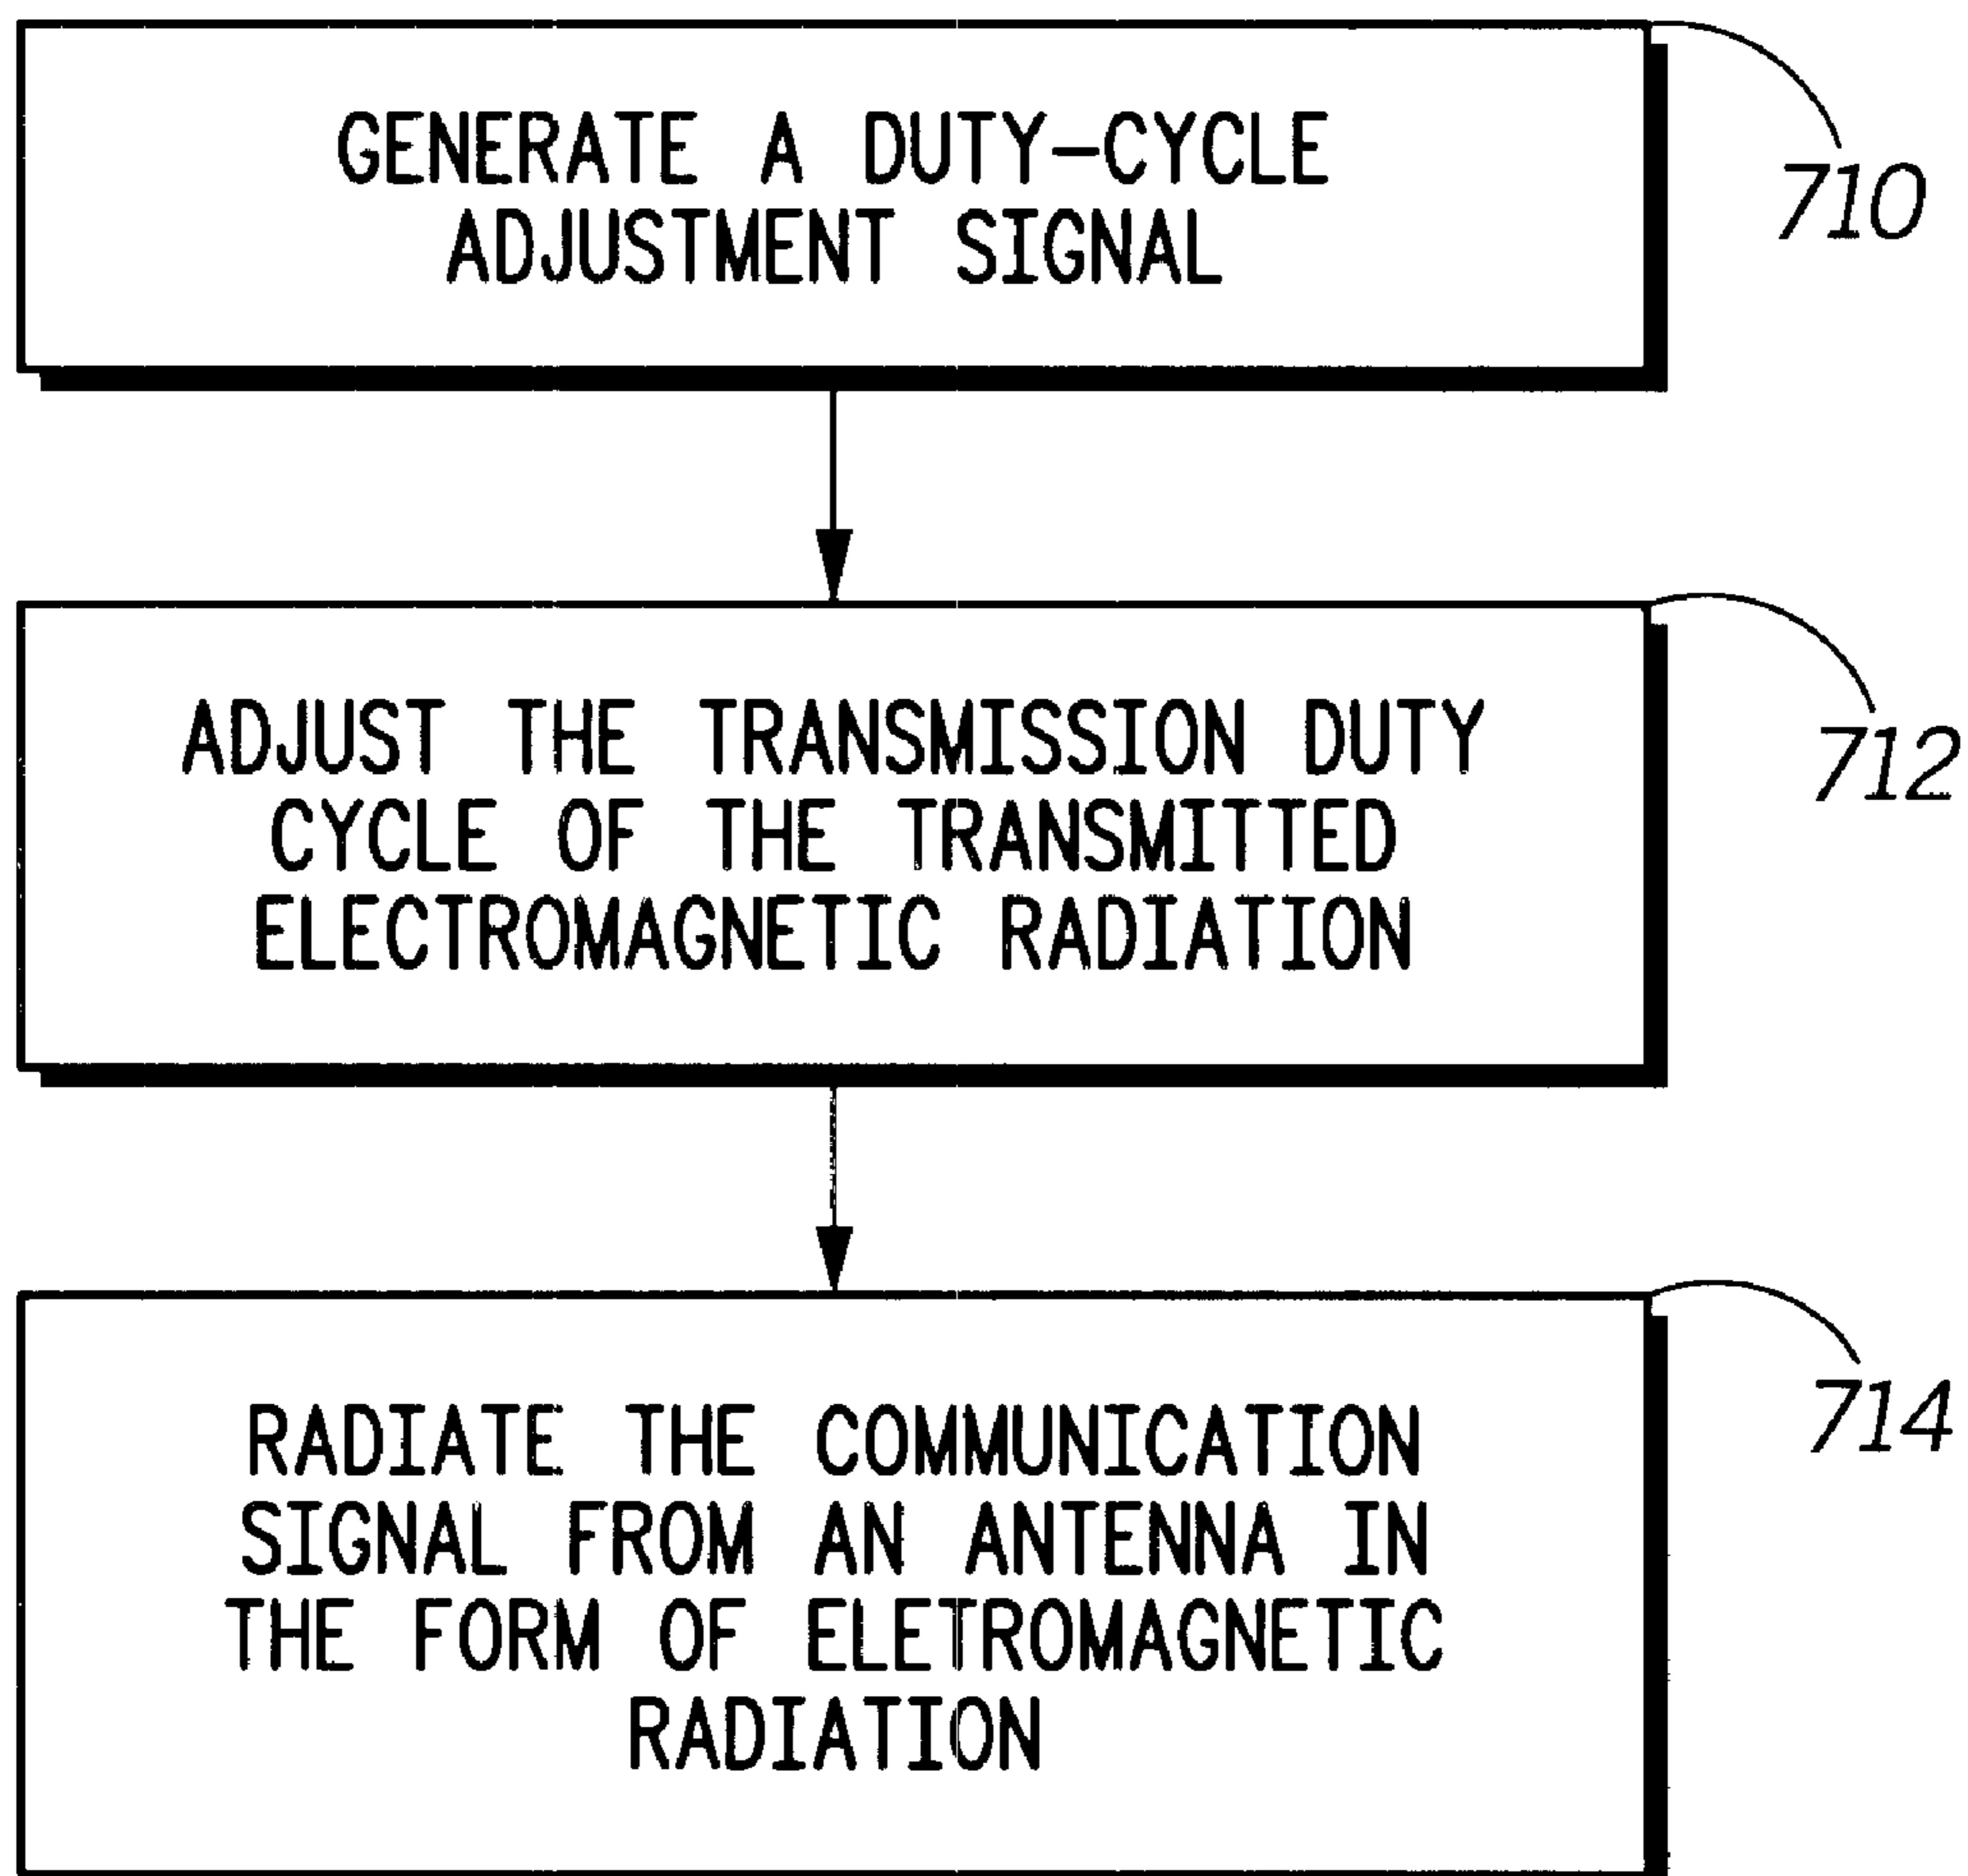 GENERATE A DUTY-CYCLE
ADJUSTMENT SIGNAL
710
ADJUST THE TRANSMISSION DUTY
CYCLE OF THE TRANSMITTED
ELECTROMAGNETIC RADIATION
712
RADIATE THE COMMUNICATION
SIGNAL FROM AN ANTENNA IN
THE FORM OF ELETROMAGNETIC
RADIATION
714